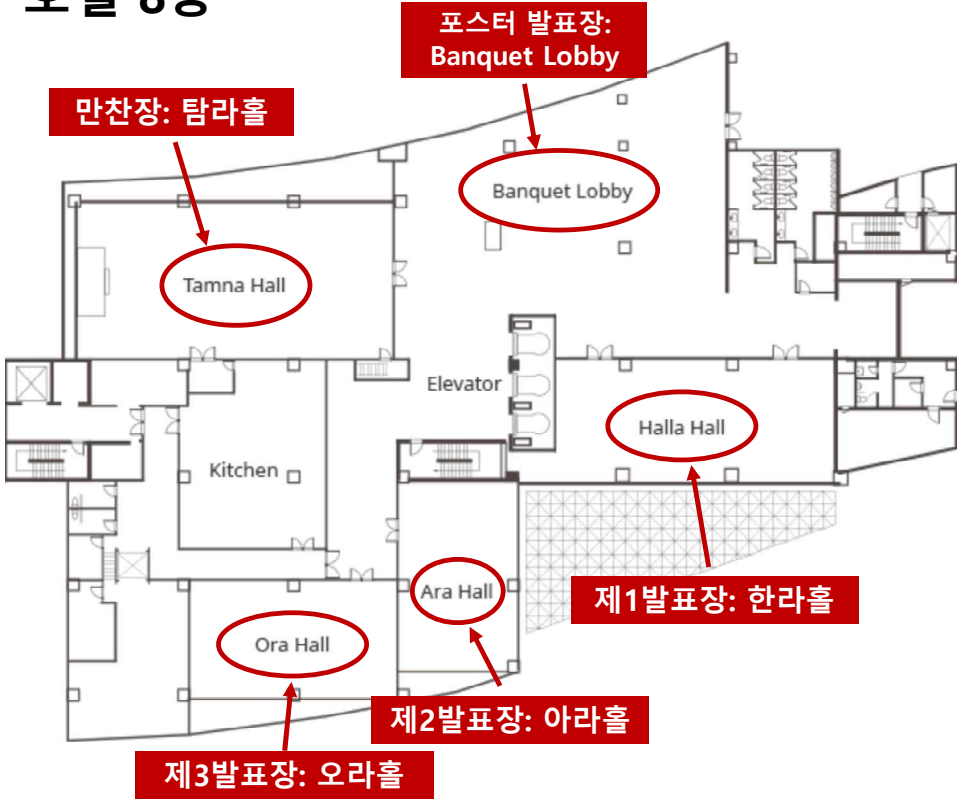 포스터 발표장:
Banquet Lobby
만찬장: 탐라홀
Banquet Lobby
Tamna Hall
Elevator
Halla Hall
Kitchen
Ara Hall
제1발표장: 한라홀
Ora Hall
제2발표장: 아라홀
제3발표장: 오라홀